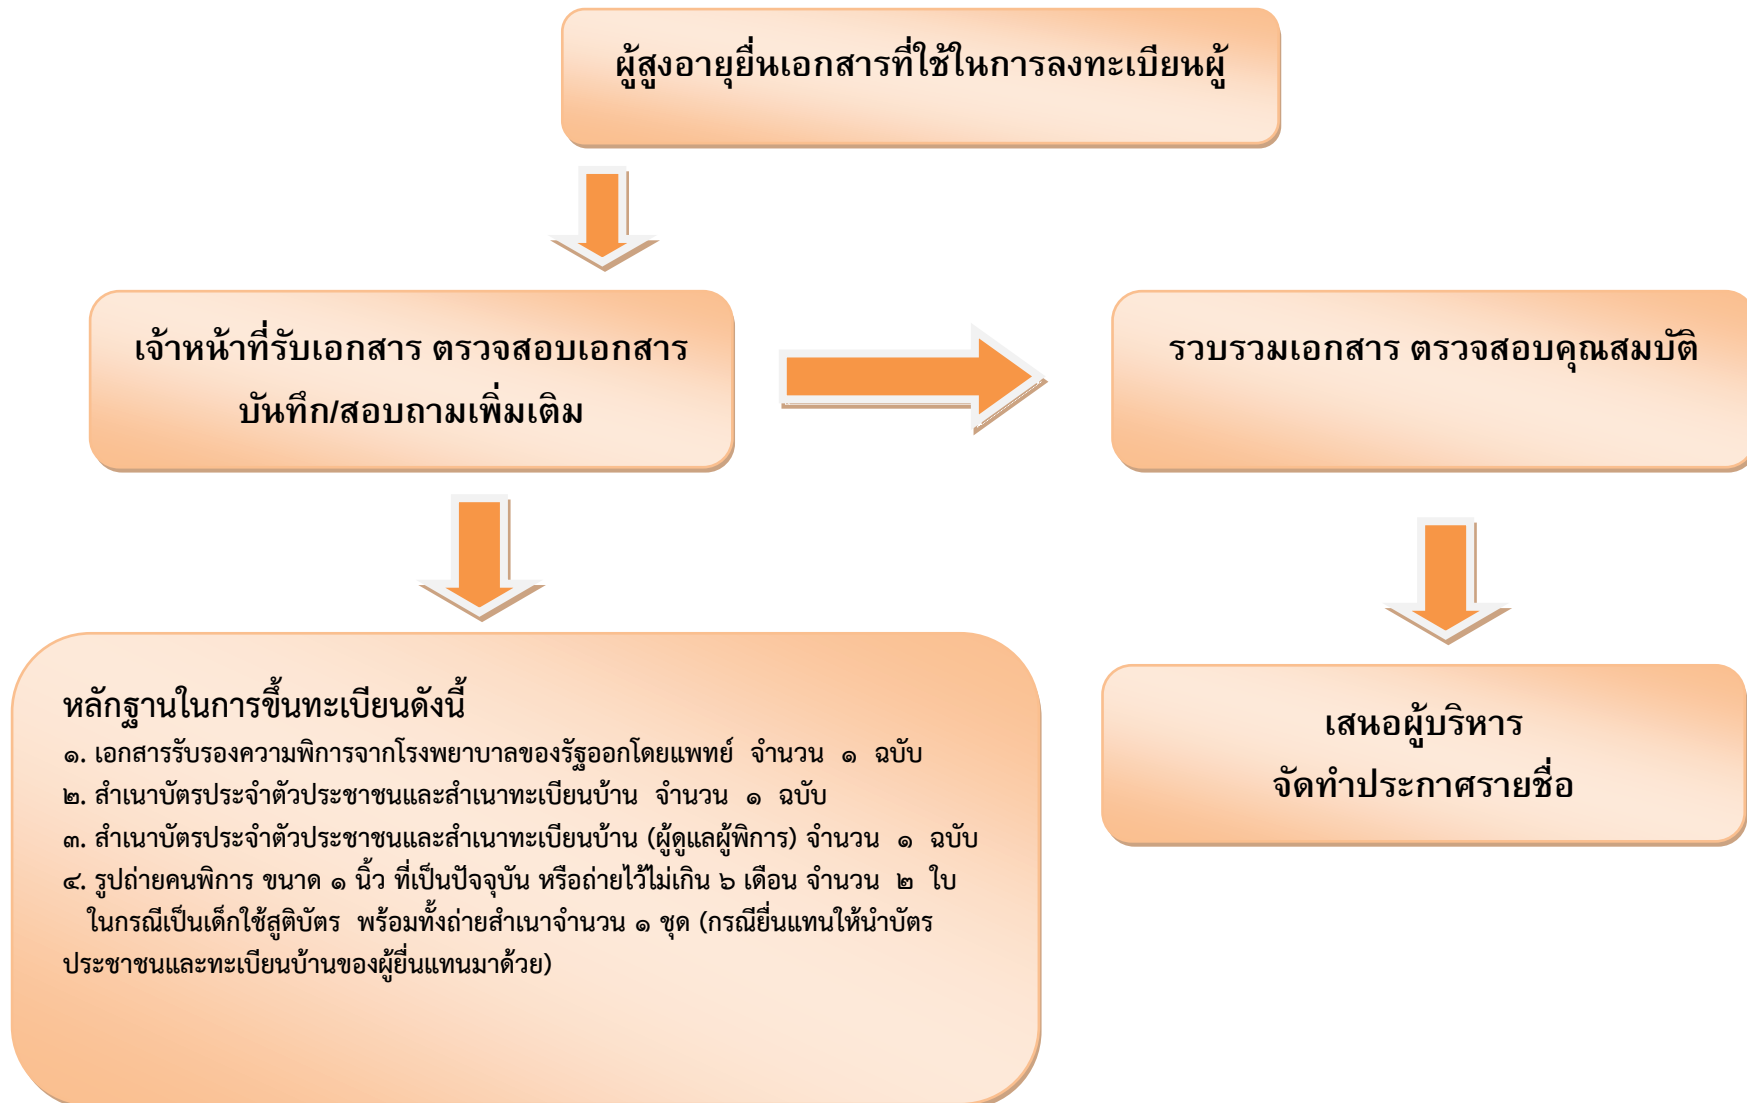 ผู้สูงอายุยื่นเอกสารที่ใช้ในการลงทะเบียนผู้
เจ้าหน้าที่รับเอกสาร ตรวจสอบเอกสาร
บันทึก/สอบถามเพิ่มเติม
รวบรวมเอกสาร ตรวจสอบคุณสมบัติ
หลักฐานในการขึ้นทะเบียนดังนี้
๑. เอกสารรับรองความพิการจากโรงพยาบาลของรัฐออกโดยแพทย์ จำนวน ๑ ฉบับ
๒. สำเนาบัตรประจำตัวประชาชนและสำเนาทะเบียนบ้าน จำนวน ๑ ฉบับ
๓. สำเนาบัตรประจำตัวประชาชนและสำเนาทะเบียนบ้าน (ผู้ดูแลผู้พิการ) จำนวน ๑ ฉบับ
๔. รูปถ่ายคนพิการ ขนาด ๑ นิ้ว ที่เป็นปัจจุบัน หรือถ่ายไว้ไม่เกิน ๖ เดือน จำนวน ๒ ใบ
ในกรณีเป็นเด็กใช้สูติบัตร พร้อมทั้งถ่ายสำเนาจำนวน ๑ ชุด (กรณียื่นแทนให้นำบัตร
ประชาชนและทะเบียนบ้านของผู้ยื่นแทนมาด้วย)
เสนอผู้บริหาร
จัดทำประกาศรายชื่อ